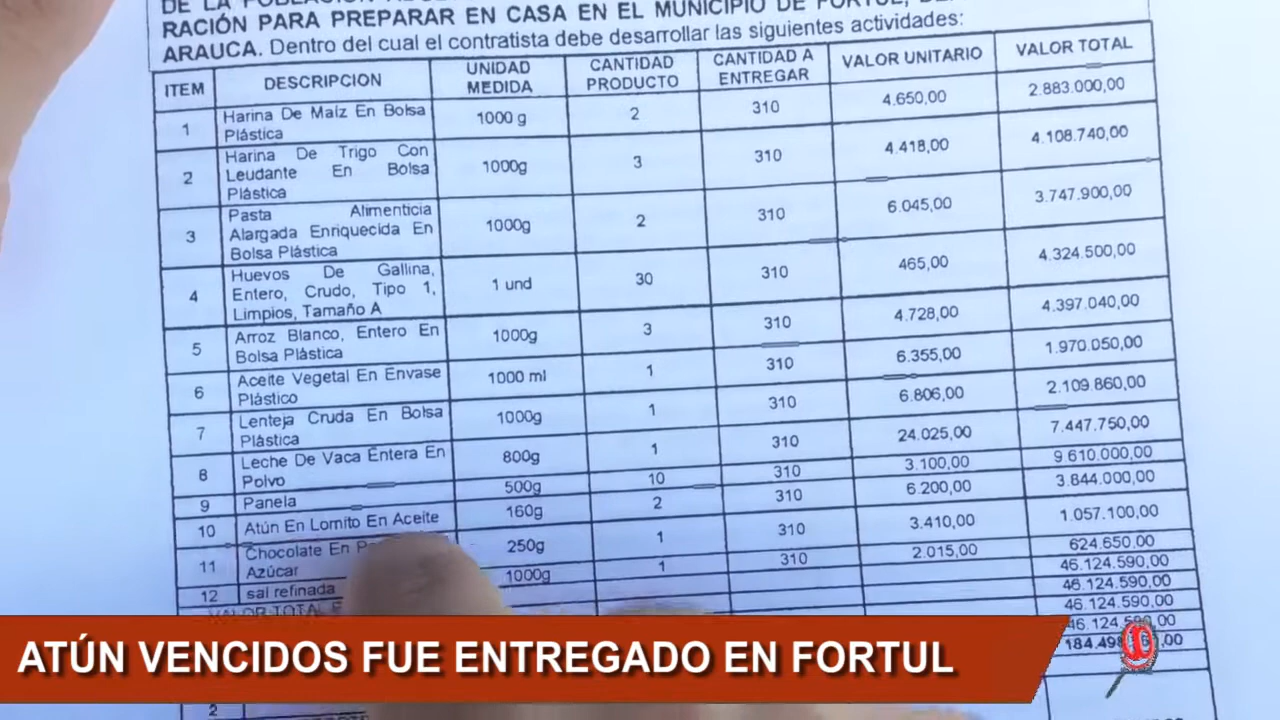 RACIÓN PARA PREPARAR EN CASA EN EL MUNICIPIO DE FORTUL,
ARAUCA. Dentro del cual el contratista debe desarrollar las siguientes actividades:
ITEM DESCRIPCION UNIDAD MEDIDA CANTIDAD PRODUCTO CANTIDAD A ENTREGAR VALOR UNITARIO VALOR TOTAL
1 Harina De Maíz En Bolsa Plástica 1000 g 2 310 4.650,00 2.883.000,00
2 Harina De Trigo Con Leudante En Bolsa Plástica 1000g 3 310 4.418,00 4.108.740,00
3 Pasta Alimenticia Alargada Enriquecida En Bolsa Plástica 1000g 2 310 6.045,00 3.747.900,00
4 Huevos De Gallina, Entero, Crudo, Tipo 1, Limpios, Tamaño A 1 und 30 310 465,00 4.324.500,00
5 Arroz Blanco, Entero En Bolsa Plástica 1000g 3 310 4.728,00 4.397.040,00
6 Aceite Vegetal En Envase Plástico 1000 ml 1 310 6.355,00 1.970.050,00
7 Lenteja Cruda En Bolsa Plástica 1000g 1 310 6.806,00 2.109.860,00
8 Leche De Vaca Entera En Polvo 800g 1 310 24.025,00 7.447.750,00
9 Panela 500g 10 310 3.100,00 9 610.000,00
10 Atún En Lomito En Aceite 160g 2 310 6.200,00 3.844.000,00
11 Chocolate En Azúcar 250g 1 310 3.410,00 1.057.100,00
12 sal refinada 1000g 1 310 2.015,00 624.650,00
VALOR TOTAL 46.124.590,00
46.124.590,00
46.124.590,00
46.124.590,00
ATÚN VENCIDOS FUE ENTREGADO EN FORTUL
2